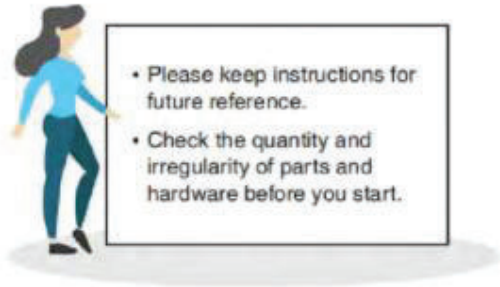 • Please keep instructions for
future reference.
• Check the quantity and
irregularity of parts and
hardware before you start.